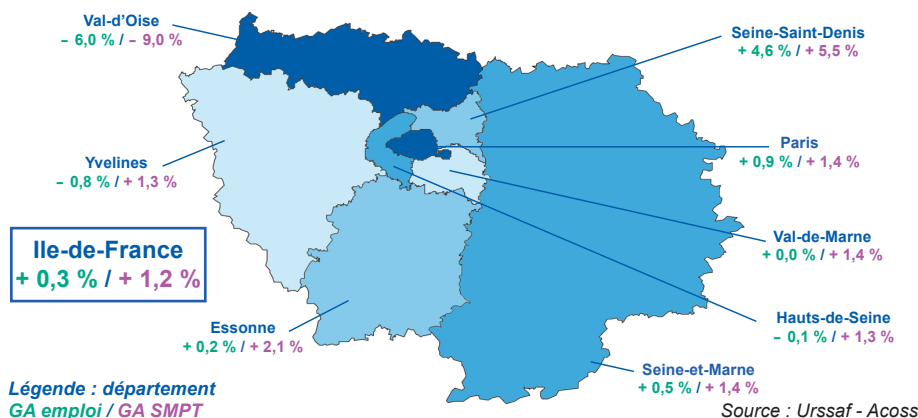 Val-d'Oise
– 6,0 % / – 9,0 %
Seine-Saint-Denis
+ 4,6 % / + 5,5 %
Paris
+ 0,9 % / + 1,4 %
Yvelines
– 0,8 % / + 1,3 %
Val-de-Marne
+ 0,0 % / + 1,4 %
Ile-de-France
+ 0,3 % / + 1,2 %
Hauts-de-Seine
– 0,1 % / + 1,3 %
Essonne
+ 0,2 % / + 2,1 %
Seine-et-Marne
+ 0,5 % / + 1,4 %
Légende : département
GA emploi / GA SMPT
Source : Urssaf - Acoss